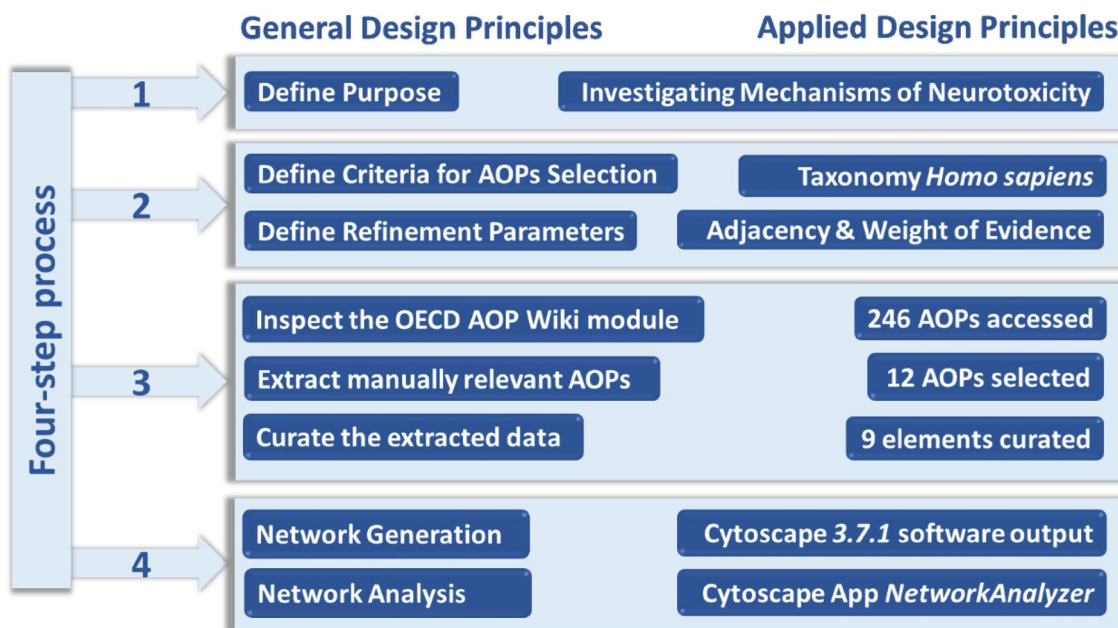 General Design Principles
Applied Design Principles
Four-step process
1
Define Purpose
Investigating Mechanisms of Neurotoxicity
2
Define Criteria for AOPs Selection
Taxonomy Homo sapiens
Define Refinement Parameters
Adjacency & Weight of Evidence
3
Inspect the OECD AOP Wiki module
246 AOPs accessed
Extract manually relevant AOPs
12 AOPs selected
Curate the extracted data
9 elements curated
4
Network Generation
Cytoscape 3.7.1 software output
Network Analysis
Cytoscape App NetworkAnalyzer